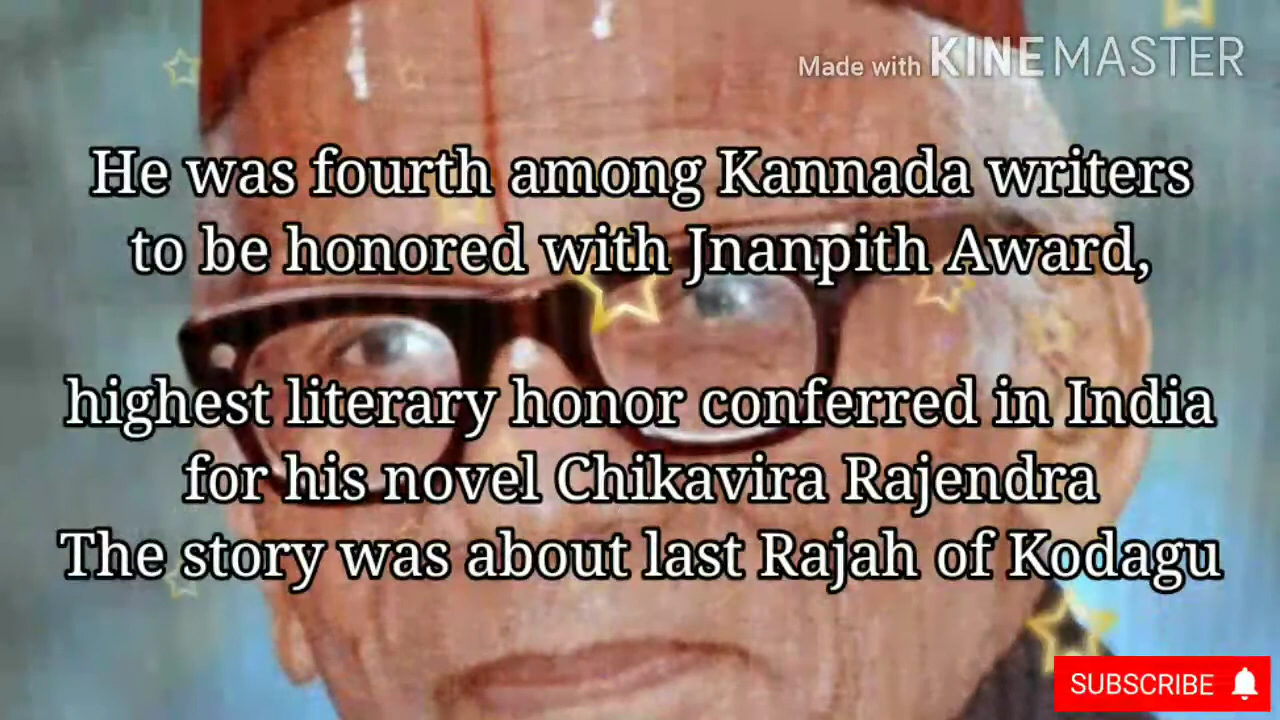 Made with KINEMASTER
He was fourth among Kannada writers
to be honored with Jnanpith Award,
highest literary honor conferred in India
for his novel Chikavira Rajendra
The story was about last Rajah of Kodagu
SUBSCRIBE